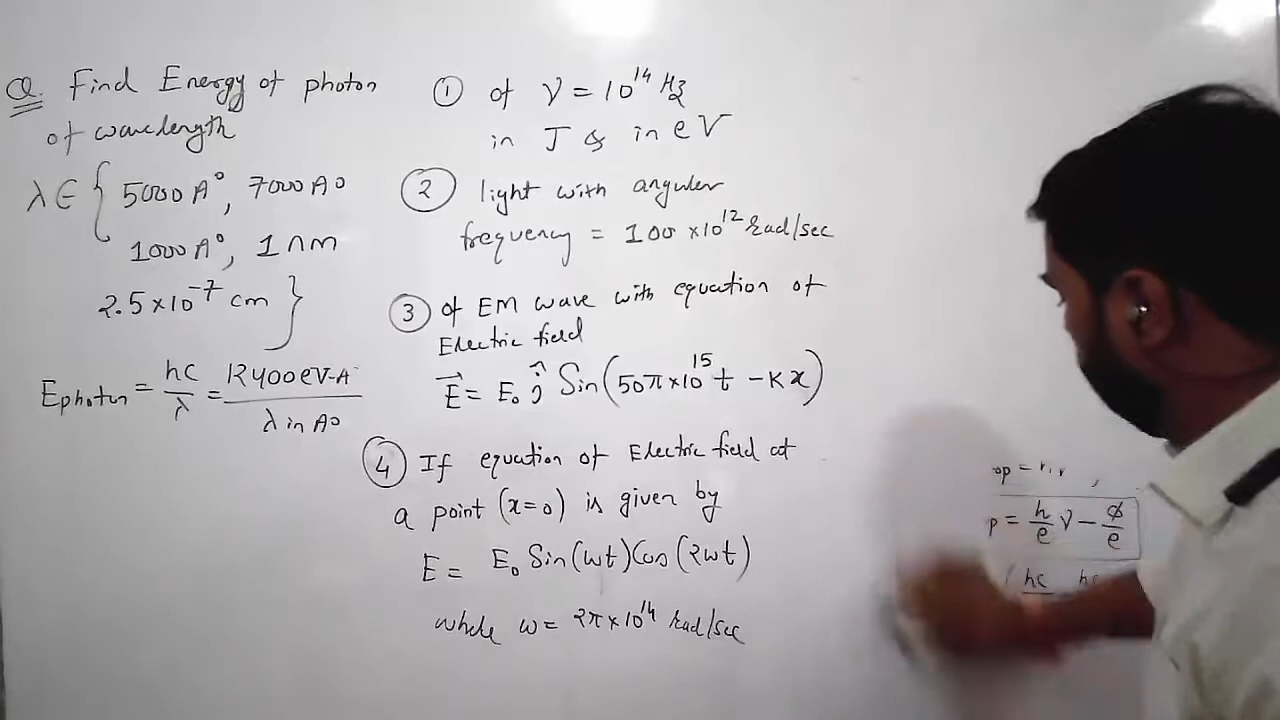 Q. Find Energy of photon
of wavelength
λ ∈ { 5000 A°, 7000 A°
1000 A°, 1 nm
2.5 × 10⁻⁷ cm }
Ephoton = hc/λ = 12400 eV-A°/λ in A°
① of ν = 10¹⁴ Hz
in J & in eV
② light with angular
frequency = 100 × 10¹² rad/sec
③ of EM wave with equation of
Electric field
E⃗ = E₀ ĵ Sin(50π × 10¹⁵ t - Kx)
④ If equation of Electric field at
a point (x=0) is given by
E = E₀ Sin(ωt) Cos(2ωt)
where ω = 2π × 10¹⁴ rad/sec
op =
p = h/e ν - φ/e
hc